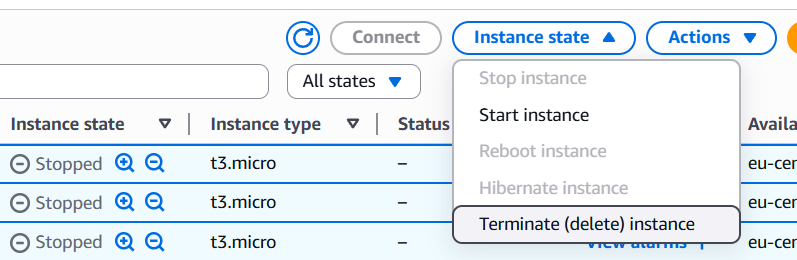 Connect Instance state Actions
All states
Stop instance
Start instance
Reboot instance
Hibernate instance
Terminate (delete) instance
Instance state Instance type Status Availa
Stopped t3.micro – eu-cen
Stopped t3.micro – eu-cen
Stopped t3.micro – View alarms + eu-cen